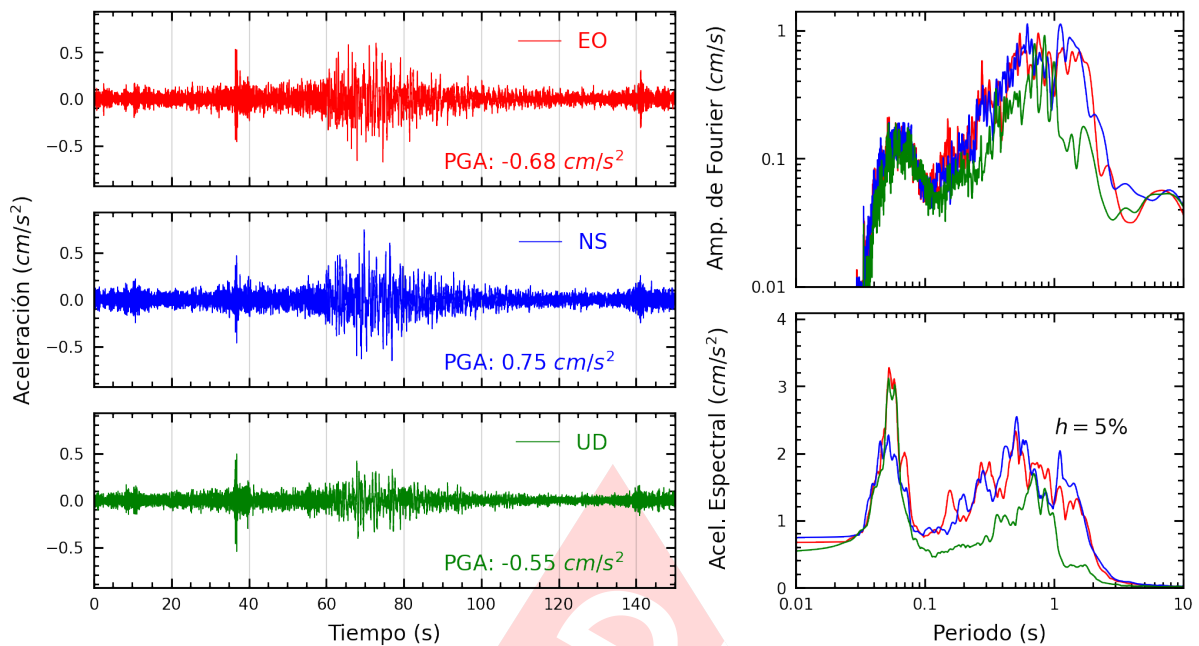 Aceleración (cm/s²)
0.5
0.0
−0.5
EO
PGA: -0.68 cm/s²
0.5
0.0
−0.5
NS
PGA: 0.75 cm/s²
0.5
0.0
−0.5
UD
PGA: -0.55 cm/s²
0 20 40 60 80 100 120 140
Tiempo (s)
Amp. de Fourier (cm/s)
1
0.1
0.01
Acel. Espectral (cm/s²)
4
3
2
1
0
h = 5%
0.01 0.1 1 10
Periodo (s)